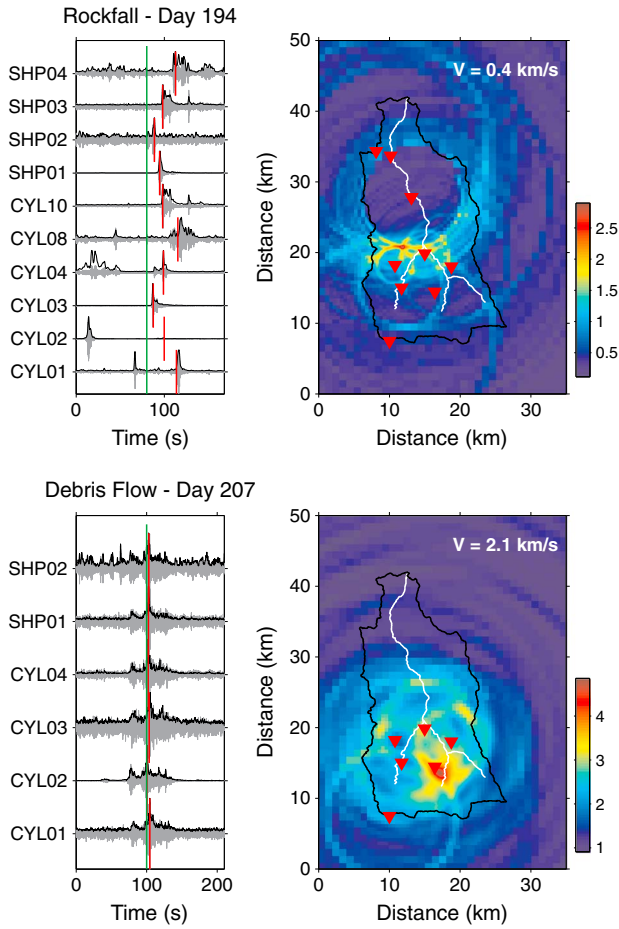 Rockfall - Day 194
SHP04
SHP03
SHP02
SHP01
CYL10
CYL08
CYL04
CYL03
CYL02
CYL01
0 100
Time (s)
V = 0.4 km/s
50
40
30
20
10
0
Distance (km)
0 10 20 30
Distance (km)
2.5
2
1.5
1
0.5
Debris Flow - Day 207
SHP02
SHP01
CYL04
CYL03
CYL02
CYL01
0 100 200
Time (s)
V = 2.1 km/s
50
40
30
20
10
0
Distance (km)
0 10 20 30
Distance (km)
4
3
2
1